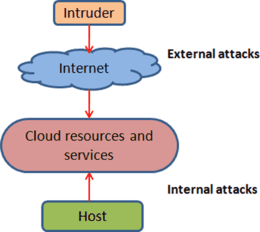 Intruder
External attacks
Internet
Cloud resources and
services
Internal attacks
Host